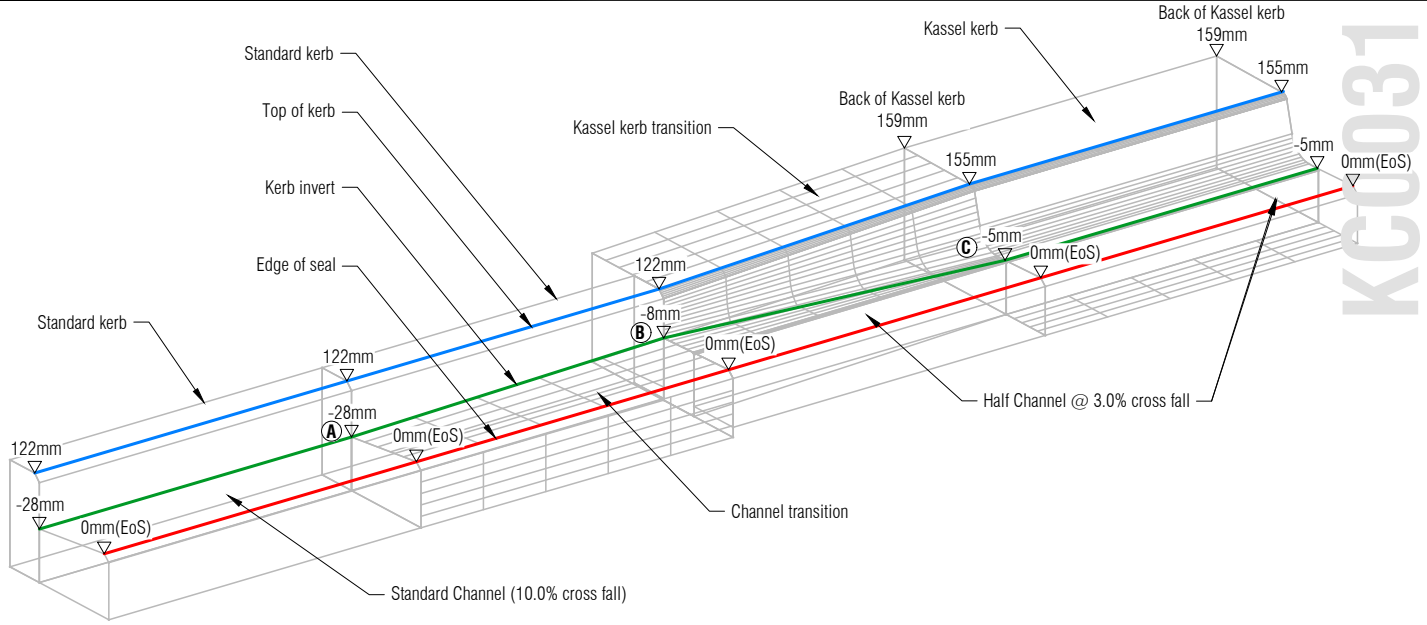 Back of Kassel kerb
159mm
Kassel kerb
155mm
Standard kerb
Back of Kassel kerb
159mm
Top of kerb
Kassel kerb transition
-5mm
0mm(EoS)
155mm
Kerb invert
-5mm
C
0mm(EoS)
Edge of seal
122mm
-8mm
B
0mm(EoS)
Standard kerb
122mm
-28mm
A
0mm(EoS)
Half Channel @ 3.0% cross fall
122mm
-28mm
0mm(EoS)
Channel transition
Standard Channel (10.0% cross fall)
KC0031